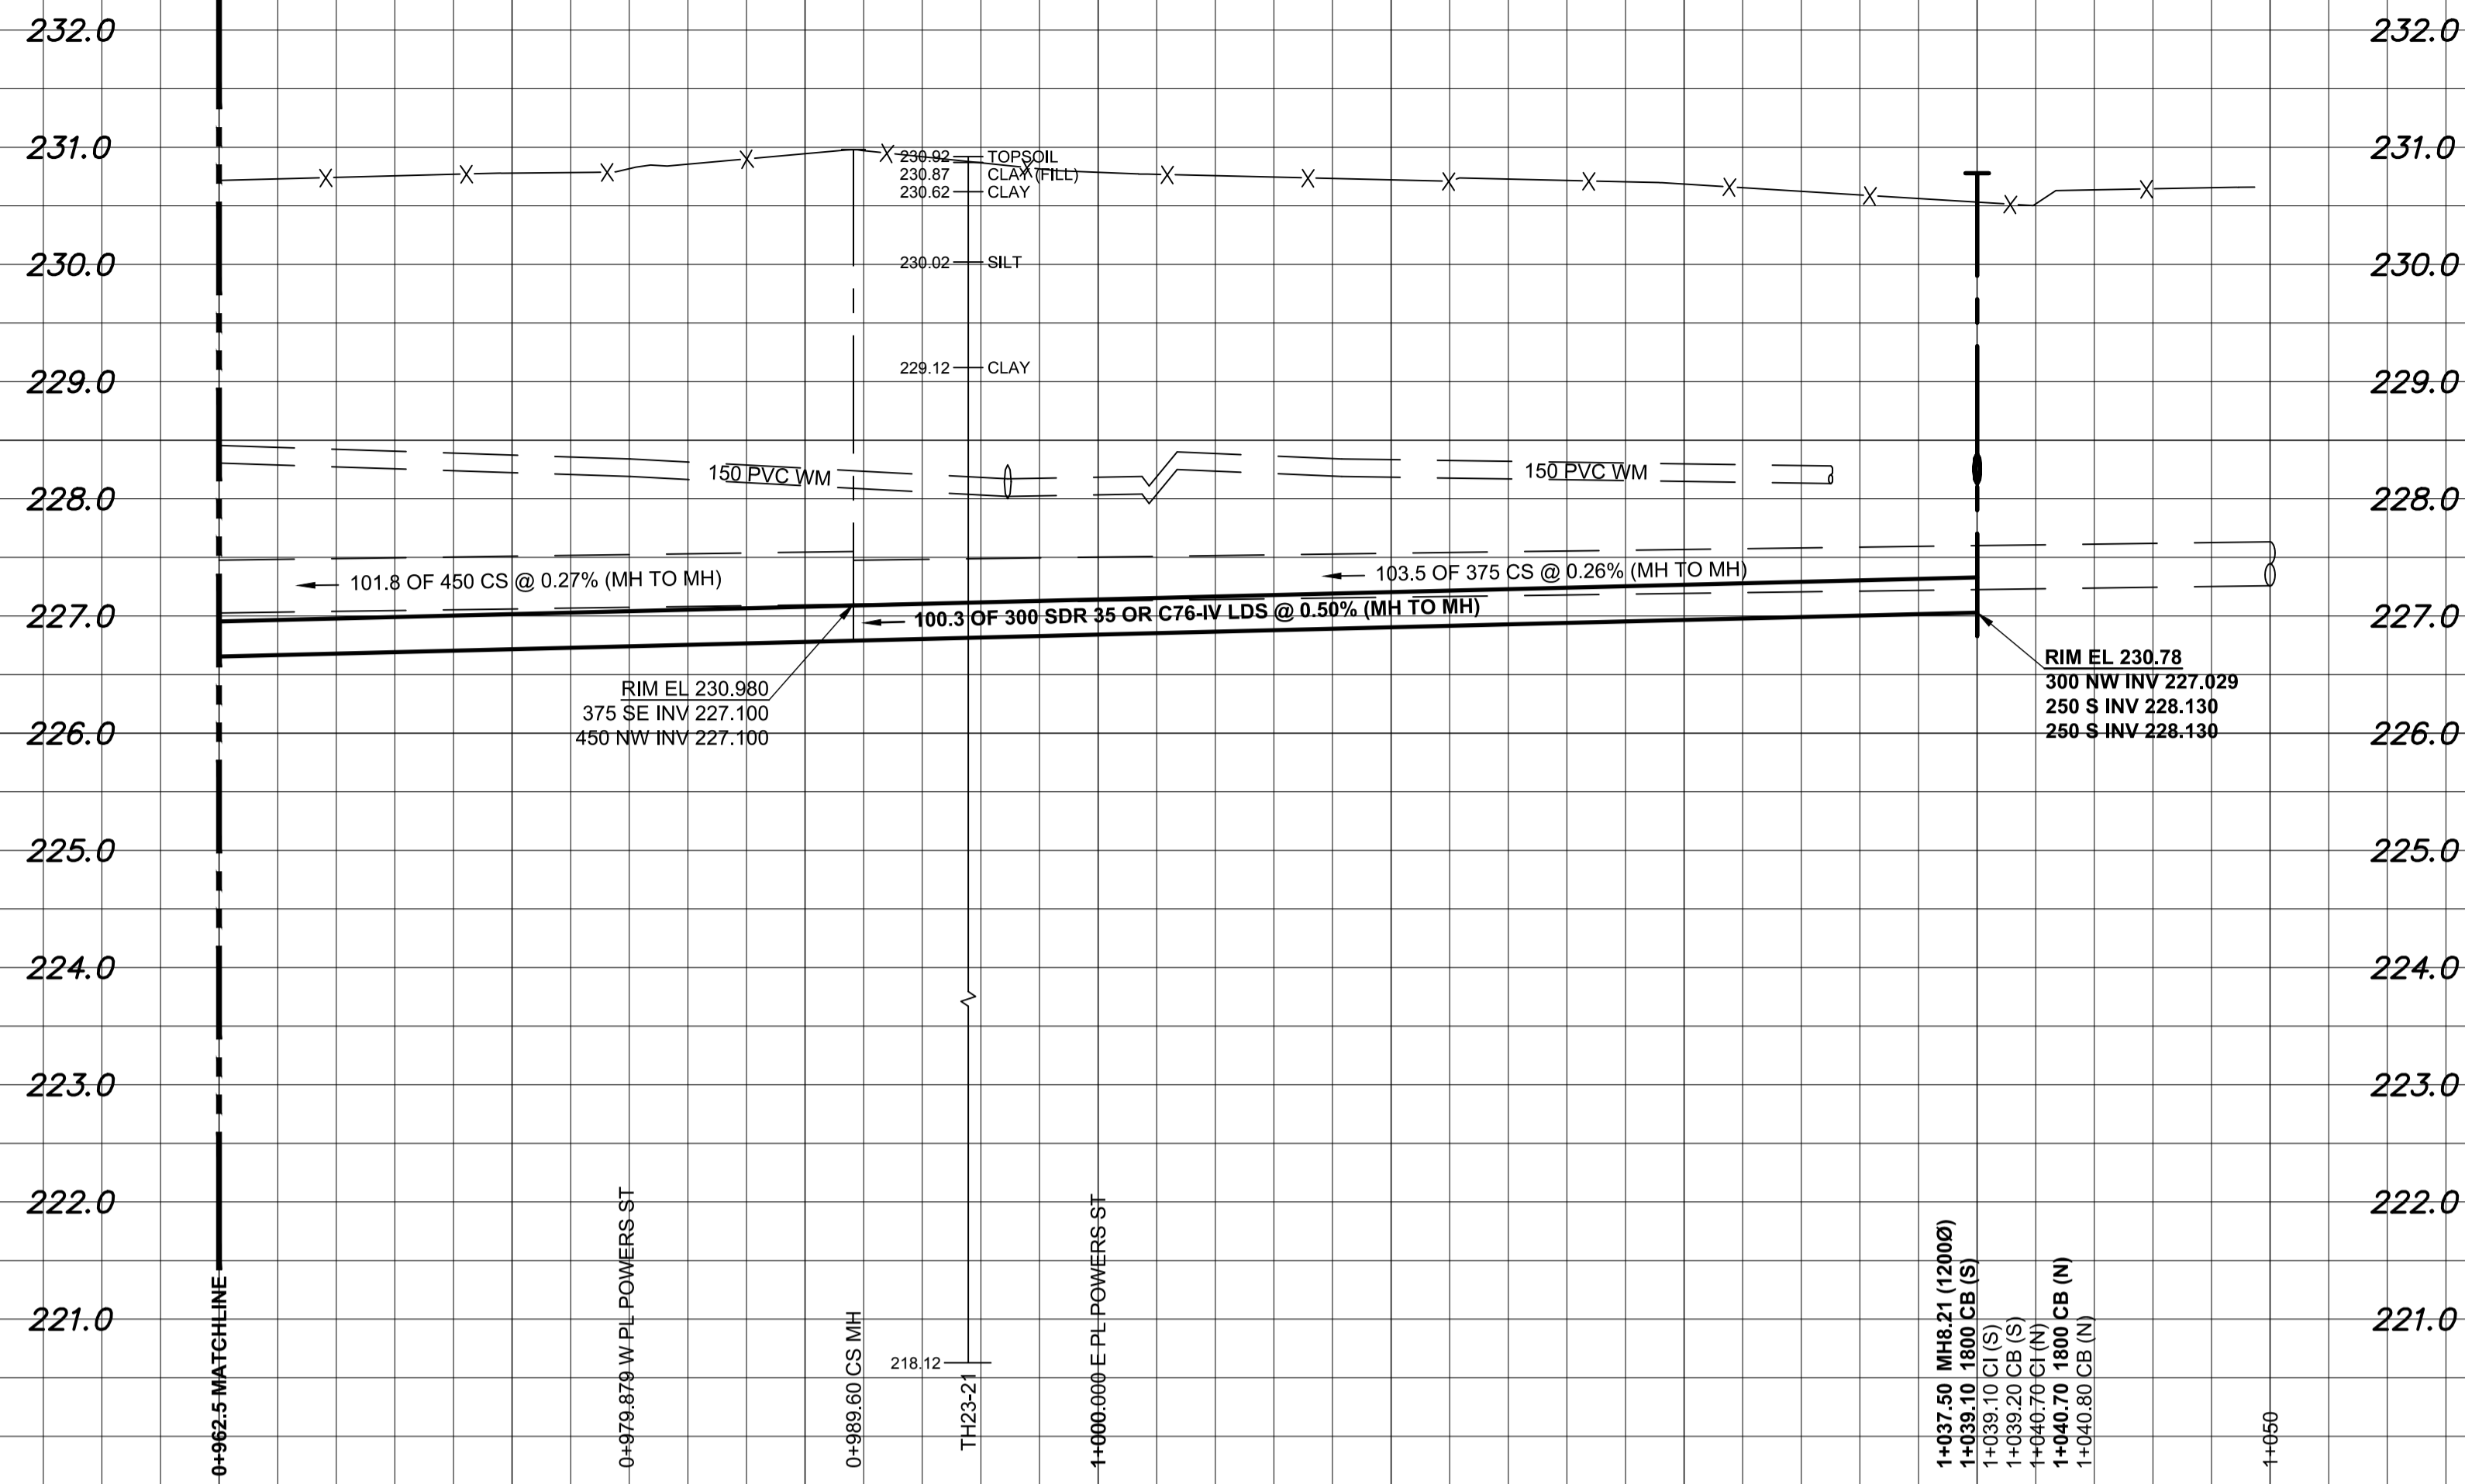 232.0
232.0
231.0
231.0
230.92
TOPSOIL
230.87
CLAY (FILL)
230.62
CLAY
230.0
230.0
230.02
SILT
229.12
CLAY
229.0
229.0
150 PVC WM
150 PVC WM
228.0
228.0
101.8 OF 450 CS @ 0.27% (MH TO MH)
103.5 OF 375 CS @ 0.26% (MH TO MH)
227.0
227.0
100.3 OF 300 SDR 35 OR C76-IV LDS @ 0.50% (MH TO MH)
RIM EL 230.980
375 SE INV 227.100
450 NW INV 227.100
RIM EL 230.78
300 NW INV 227.029
250 S INV 228.130
250 S INV 228.130
226.0
226.0
225.0
225.0
224.0
224.0
223.0
223.0
222.0
222.0
221.0
221.0
218.12
0+962.5 MATCHLINE
0+979.879 W PL POWERS ST
0+989.60 CS MH
TH23-21
1+000.000 E PL POWERS ST
1+037.50 MH8.21 (1200Ø)
1+039.10 1800 CB (S)
1+039.10 CI (S)
1+039.20 CB (S)
1+040.70 CI (N)
1+040.70 1800 CB (N)
1+040.80 CB (N)
1+050